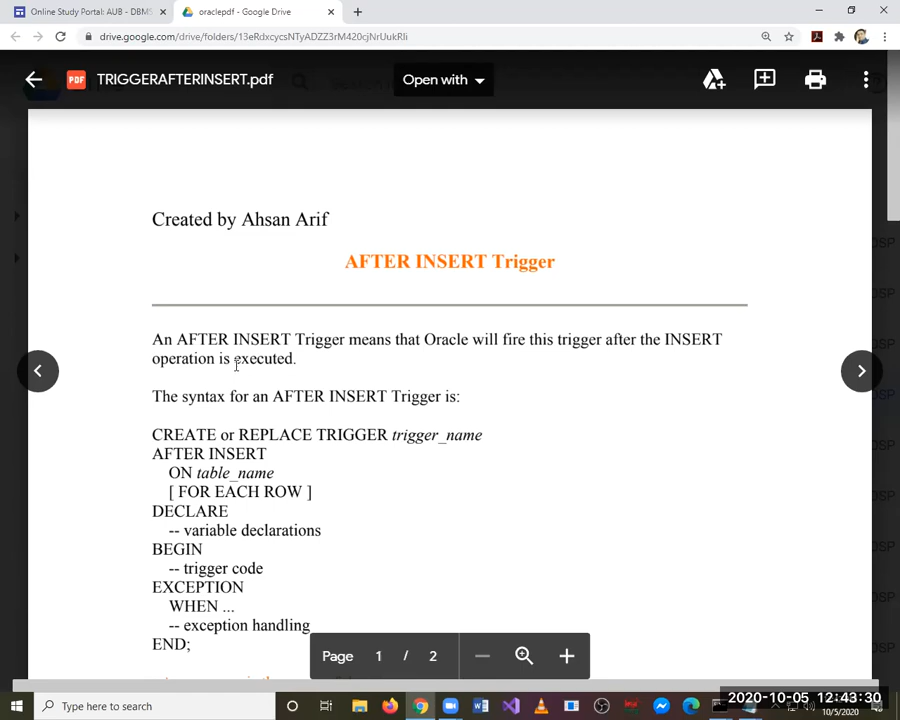 Online Study Portal: AUB - DBMS
oraclepdf - Google Drive
drive.google.com/drive/folders/13eRdxcycsNTyADZZ3rM420cjNrUukRIi
TRIGGERAFTERINSERT.pdf
Open with
Created by Ahsan Arif
AFTER INSERT Trigger
An AFTER INSERT Trigger means that Oracle will fire this trigger after the INSERT
operation is executed.
The syntax for an AFTER INSERT Trigger is:
CREATE or REPLACE TRIGGER trigger_name
AFTER INSERT
ON table_name
[ FOR EACH ROW ]
DECLARE
-- variable declarations
BEGIN
-- trigger code
EXCEPTION
WHEN ...
-- exception handling
END;
Page 1 / 2
Type here to search
2020-10-05 12:43:30
10/5/2020